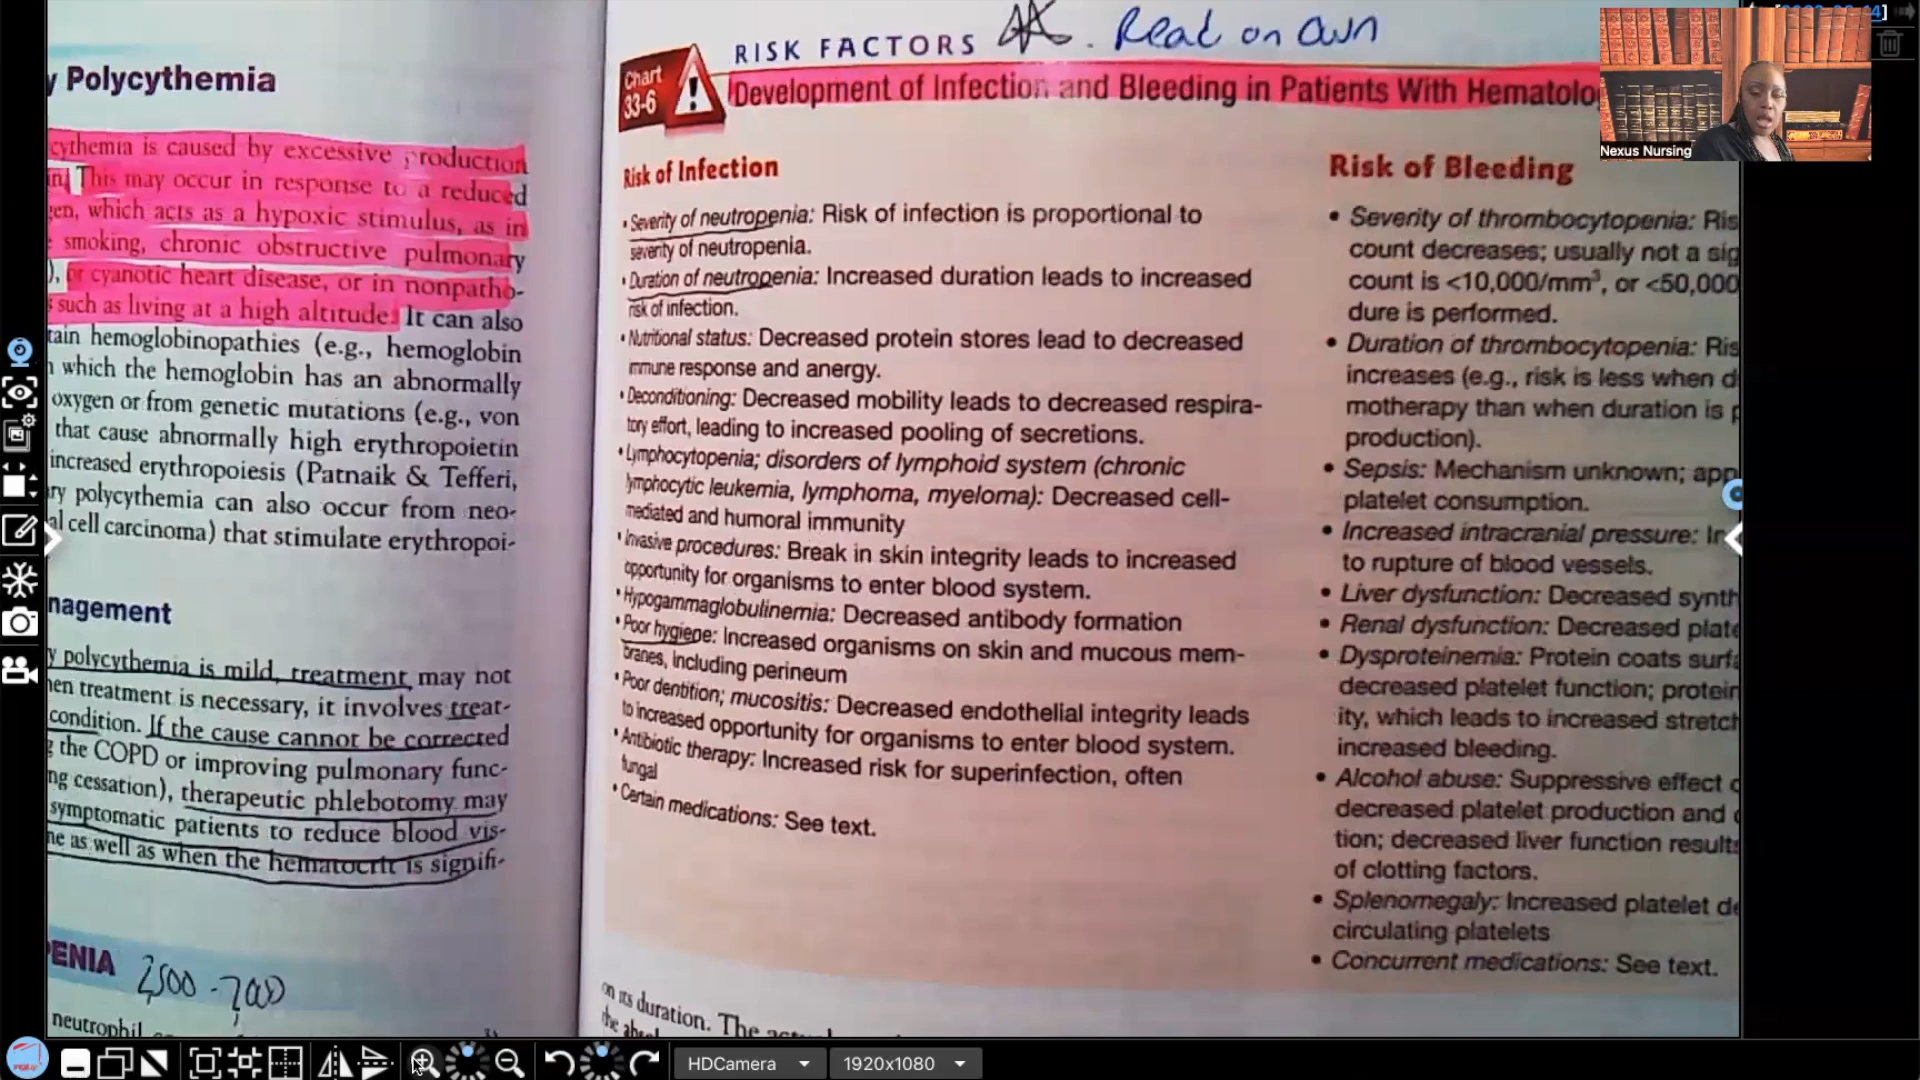 y Polycythemia
cythemia is caused by excessive production
in. This may occur in response to a reduced
gen, which acts as a hypoxic stimulus, as in
smoking, chronic obstructive pulmonary
), or cyanotic heart disease, or in nonpatho-
s such as living at a high altitude. It can also
tain hemoglobinopathies (e.g., hemoglobin
n which the hemoglobin has an abnormally
oxygen or from genetic mutations (e.g., von
that cause abnormally high erythropoietin
increased erythropoiesis (Patnaik & Tefferi,
ry polycythemia can also occur from neo-
al cell carcinoma) that stimulate erythropoi-
nagement
y polycythemia is mild, treatment may not
hen treatment is necessary, it involves treat-
condition. If the cause cannot be corrected
g the COPD or improving pulmonary func-
ng cessation), therapeutic phlebotomy may
symptomatic patients to reduce blood vis-
me as well as when the hematocrit is signifi-
PENIA 2,500 - 7,000
neutrophil
RISK FACTORS Read on own
Chart
33-6
Development of Infection and Bleeding in Patients With Hematolo
Risk of Infection
• Severity of neutropenia: Risk of infection is proportional to
severity of neutropenia.
• Duration of neutropenia: Increased duration leads to increased
risk of infection.
• Nutritional status: Decreased protein stores lead to decreased
immune response and anergy.
• Deconditioning: Decreased mobility leads to decreased respira-
tory effort, leading to increased pooling of secretions.
• Lymphocytopenia; disorders of lymphoid system (chronic
lymphocytic leukemia, lymphoma, myeloma): Decreased cell-
mediated and humoral immunity
• Invasive procedures: Break in skin integrity leads to increased
opportunity for organisms to enter blood system.
• Hypogammaglobulinemia: Decreased antibody formation
• Poor hygiene: Increased organisms on skin and mucous mem-
branes, including perineum
• Poor dentition; mucositis: Decreased endothelial integrity leads
to increased opportunity for organisms to enter blood system.
• Antibiotic therapy: Increased risk for superinfection, often
fungal
• Certain medications: See text.
on its duration. The
the
Risk of Bleeding
• Severity of thrombocytopenia: Ris
count decreases; usually not a sig
count is <10,000/mm³, or <50,000
dure is performed.
• Duration of thrombocytopenia: Ris
increases (e.g., risk is less when d
motherapy than when duration is p
production).
• Sepsis: Mechanism unknown; app
platelet consumption.
• Increased intracranial pressure: In
to rupture of blood vessels.
• Liver dysfunction: Decreased synth
• Renal dysfunction: Decreased plate
• Dysproteinemia: Protein coats surfa
decreased platelet function; protein
ity, which leads to increased stretch
increased bleeding.
• Alcohol abuse: Suppressive effect o
decreased platelet production and
tion; decreased liver function results
of clotting factors.
• Splenomegaly: Increased platelet de
circulating platelets
• Concurrent medications: See text.
Nexus Nursing
HDCamera
1920x1080